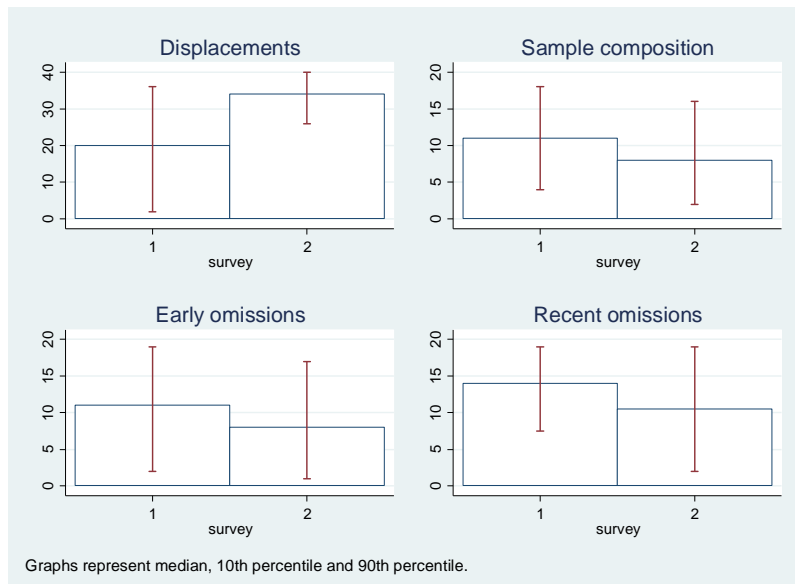 Displacements
40
30
20
10
0
1 2
survey
Sample composition
20
15
10
5
0
1 2
survey
Early omissions
20
15
10
5
0
1 2
survey
Recent omissions
20
15
10
5
0
1 2
survey
Graphs represent median, 10th percentile and 90th percentile.